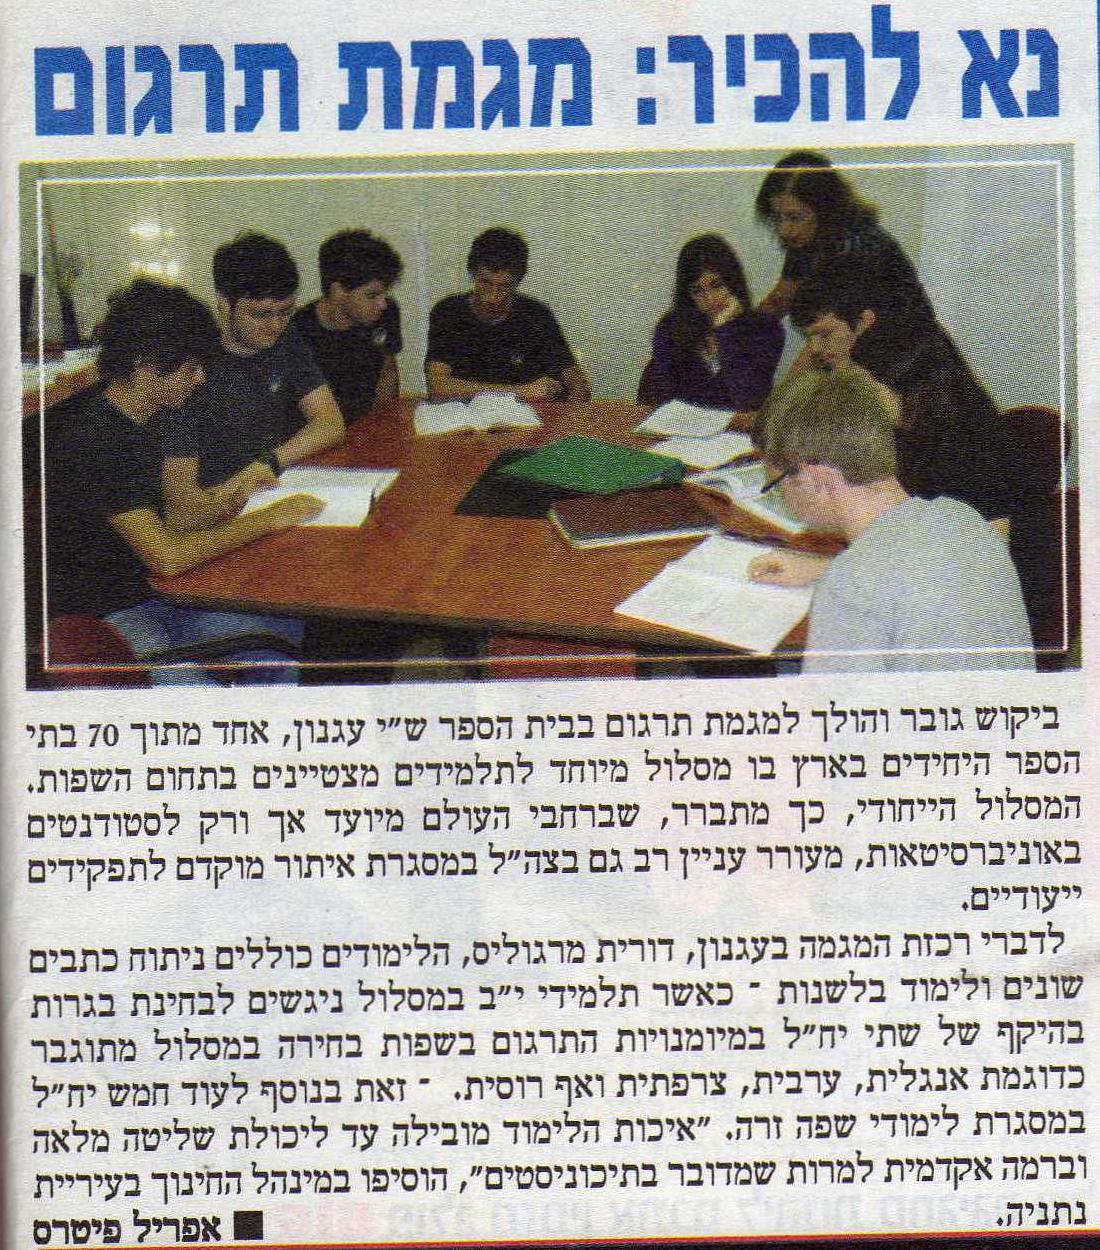 נא להכיר: מגמת תרגום
ביקוש גובר והולך למגמת תרגום בבית הספר ש״י עגנון, אחד מתוך 70 בתי
הספר היחידים בארץ בו מסלול מיוחד לתלמידים מצטיינים בתחום השפות.
המסלול הייחודי, כך מתברר, שברחבי העולם מיועד אך ורק לסטודנטים
באוניברסיטאות, מעורר עניין רב גם בצה״ל במסגרת איתור מוקדם לתפקידים
ייעודיים.
לדברי רכזת המגמה בעגנון, דורית מרגוליס, הלימודים כוללים ניתוח כתבים
שונים ולימוד בלשנות - כאשר תלמידי י״ב במסלול ניגשים לבחינת בגרות
בהיקף של שתי יח״ל במיומנויות התרגום בשפות בחירה במסלול מתוגבר
כדוגמת אנגלית, ערבית, צרפתית ואף רוסית. - זאת בנוסף לעוד חמש יח״ל
במסגרת לימודי שפה זרה. ״איכות הלימוד מובילה עד ליכולת שליטה מלאה
וברמה אקדמית למרות שמדובר בתיכוניסטים״, הוסיפו במינהל החינוך בעיריית
נתניה.
■ אפריל פיטרס